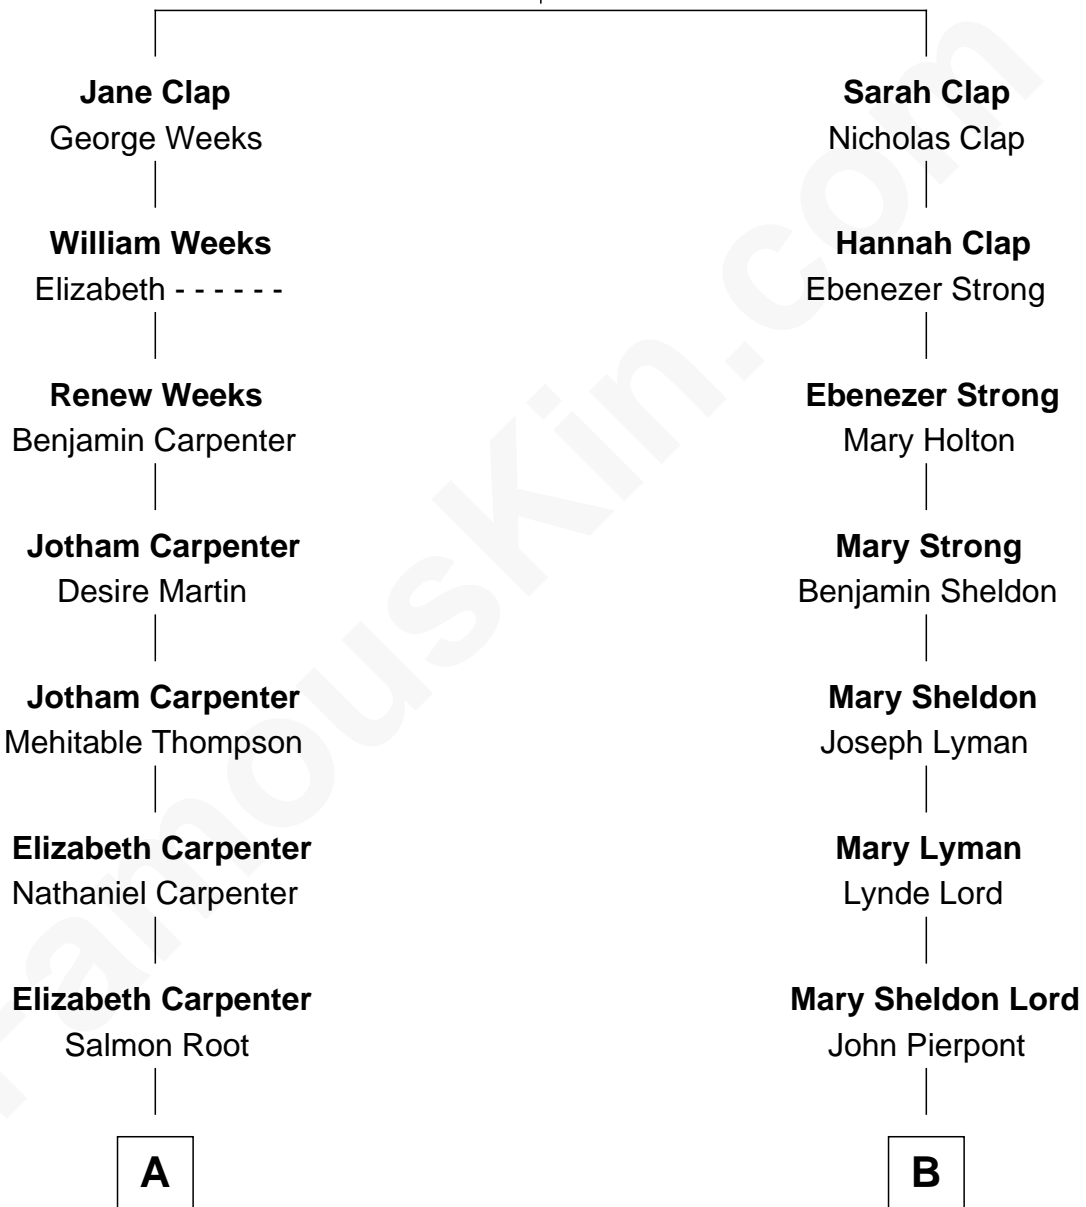 Jane Clap
George Weeks
William Weeks
Elizabeth - - - - - -
Renew Weeks
Benjamin Carpenter
Jotham Carpenter
Desire Martin
Jotham Carpenter
Mehitable Thompson
Elizabeth Carpenter
Nathaniel Carpenter
Elizabeth Carpenter
Salmon Root
A
Sarah Clap
Nicholas Clap
Hannah Clap
Ebenezer Strong
Ebenezer Strong
Mary Holton
Mary Strong
Benjamin Sheldon
Mary Sheldon
Joseph Lyman
Mary Lyman
Lynde Lord
Mary Sheldon Lord
John Pierpont
B
FamousKin.com